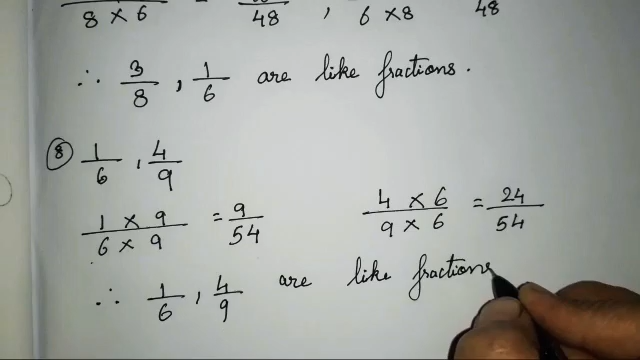 8 × 6 48 , 6 × 8 48
∴ 3/8 , 1/6 are like fractions.
⑧ 1/6 , 4/9
1 × 9 / 6 × 9 = 9/54 4 × 6 / 9 × 6 = 24/54
∴ 1/6 , 4/9 are like fractions